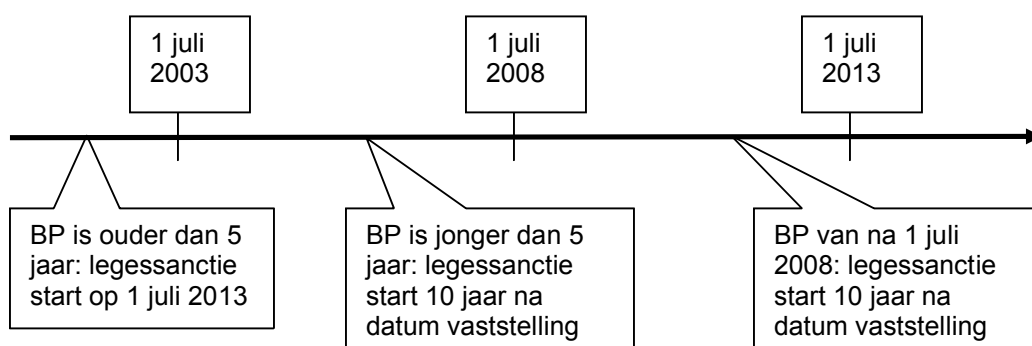 1 juli
2003
1 juli
2008
1 juli
2013
BP is ouder dan 5
jaar: legessanctie
start op 1 juli 2013
BP is jonger dan 5
jaar: legessanctie
start 10 jaar na
datum vaststelling
BP van na 1 juli
2008: legessanctie
start 10 jaar na
datum vaststelling